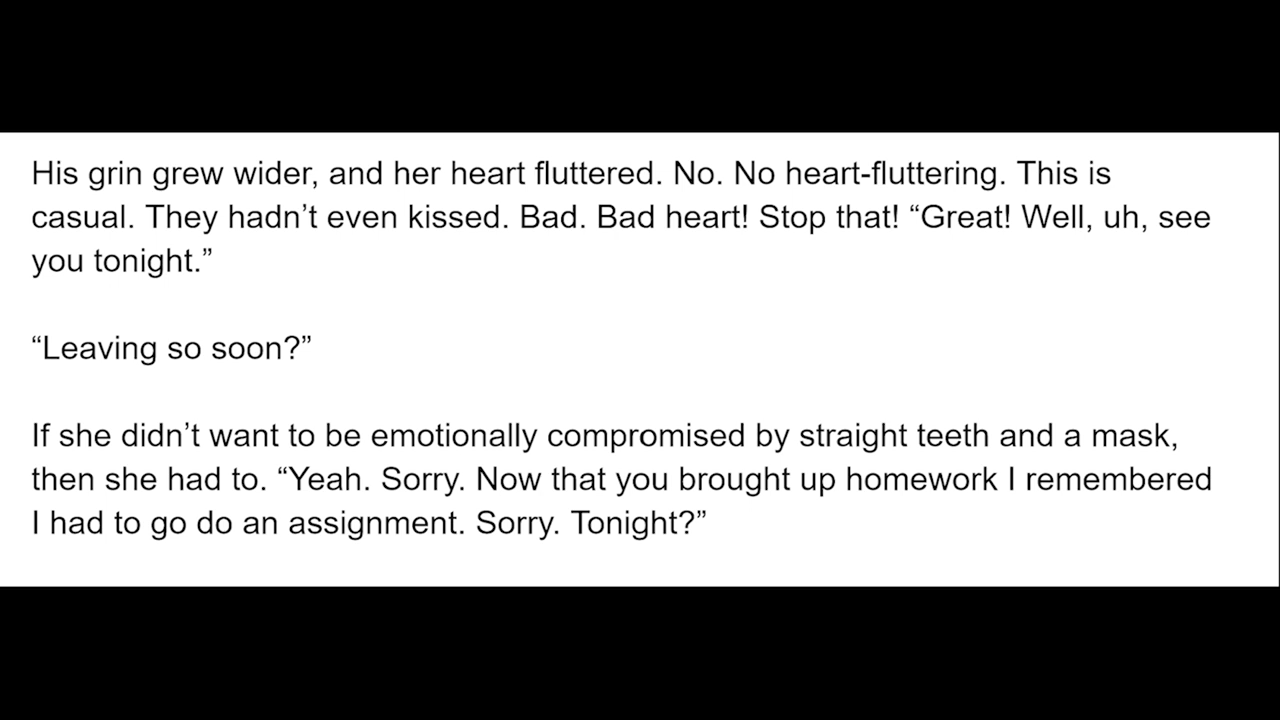 His grin grew wider, and her heart fluttered. No. No heart-fluttering. This is
casual. They hadn’t even kissed. Bad. Bad heart! Stop that! “Great! Well, uh, see
you tonight.”
“Leaving so soon?”
If she didn’t want to be emotionally compromised by straight teeth and a mask,
then she had to. “Yeah. Sorry. Now that you brought up homework I remembered
I had to go do an assignment. Sorry. Tonight?”